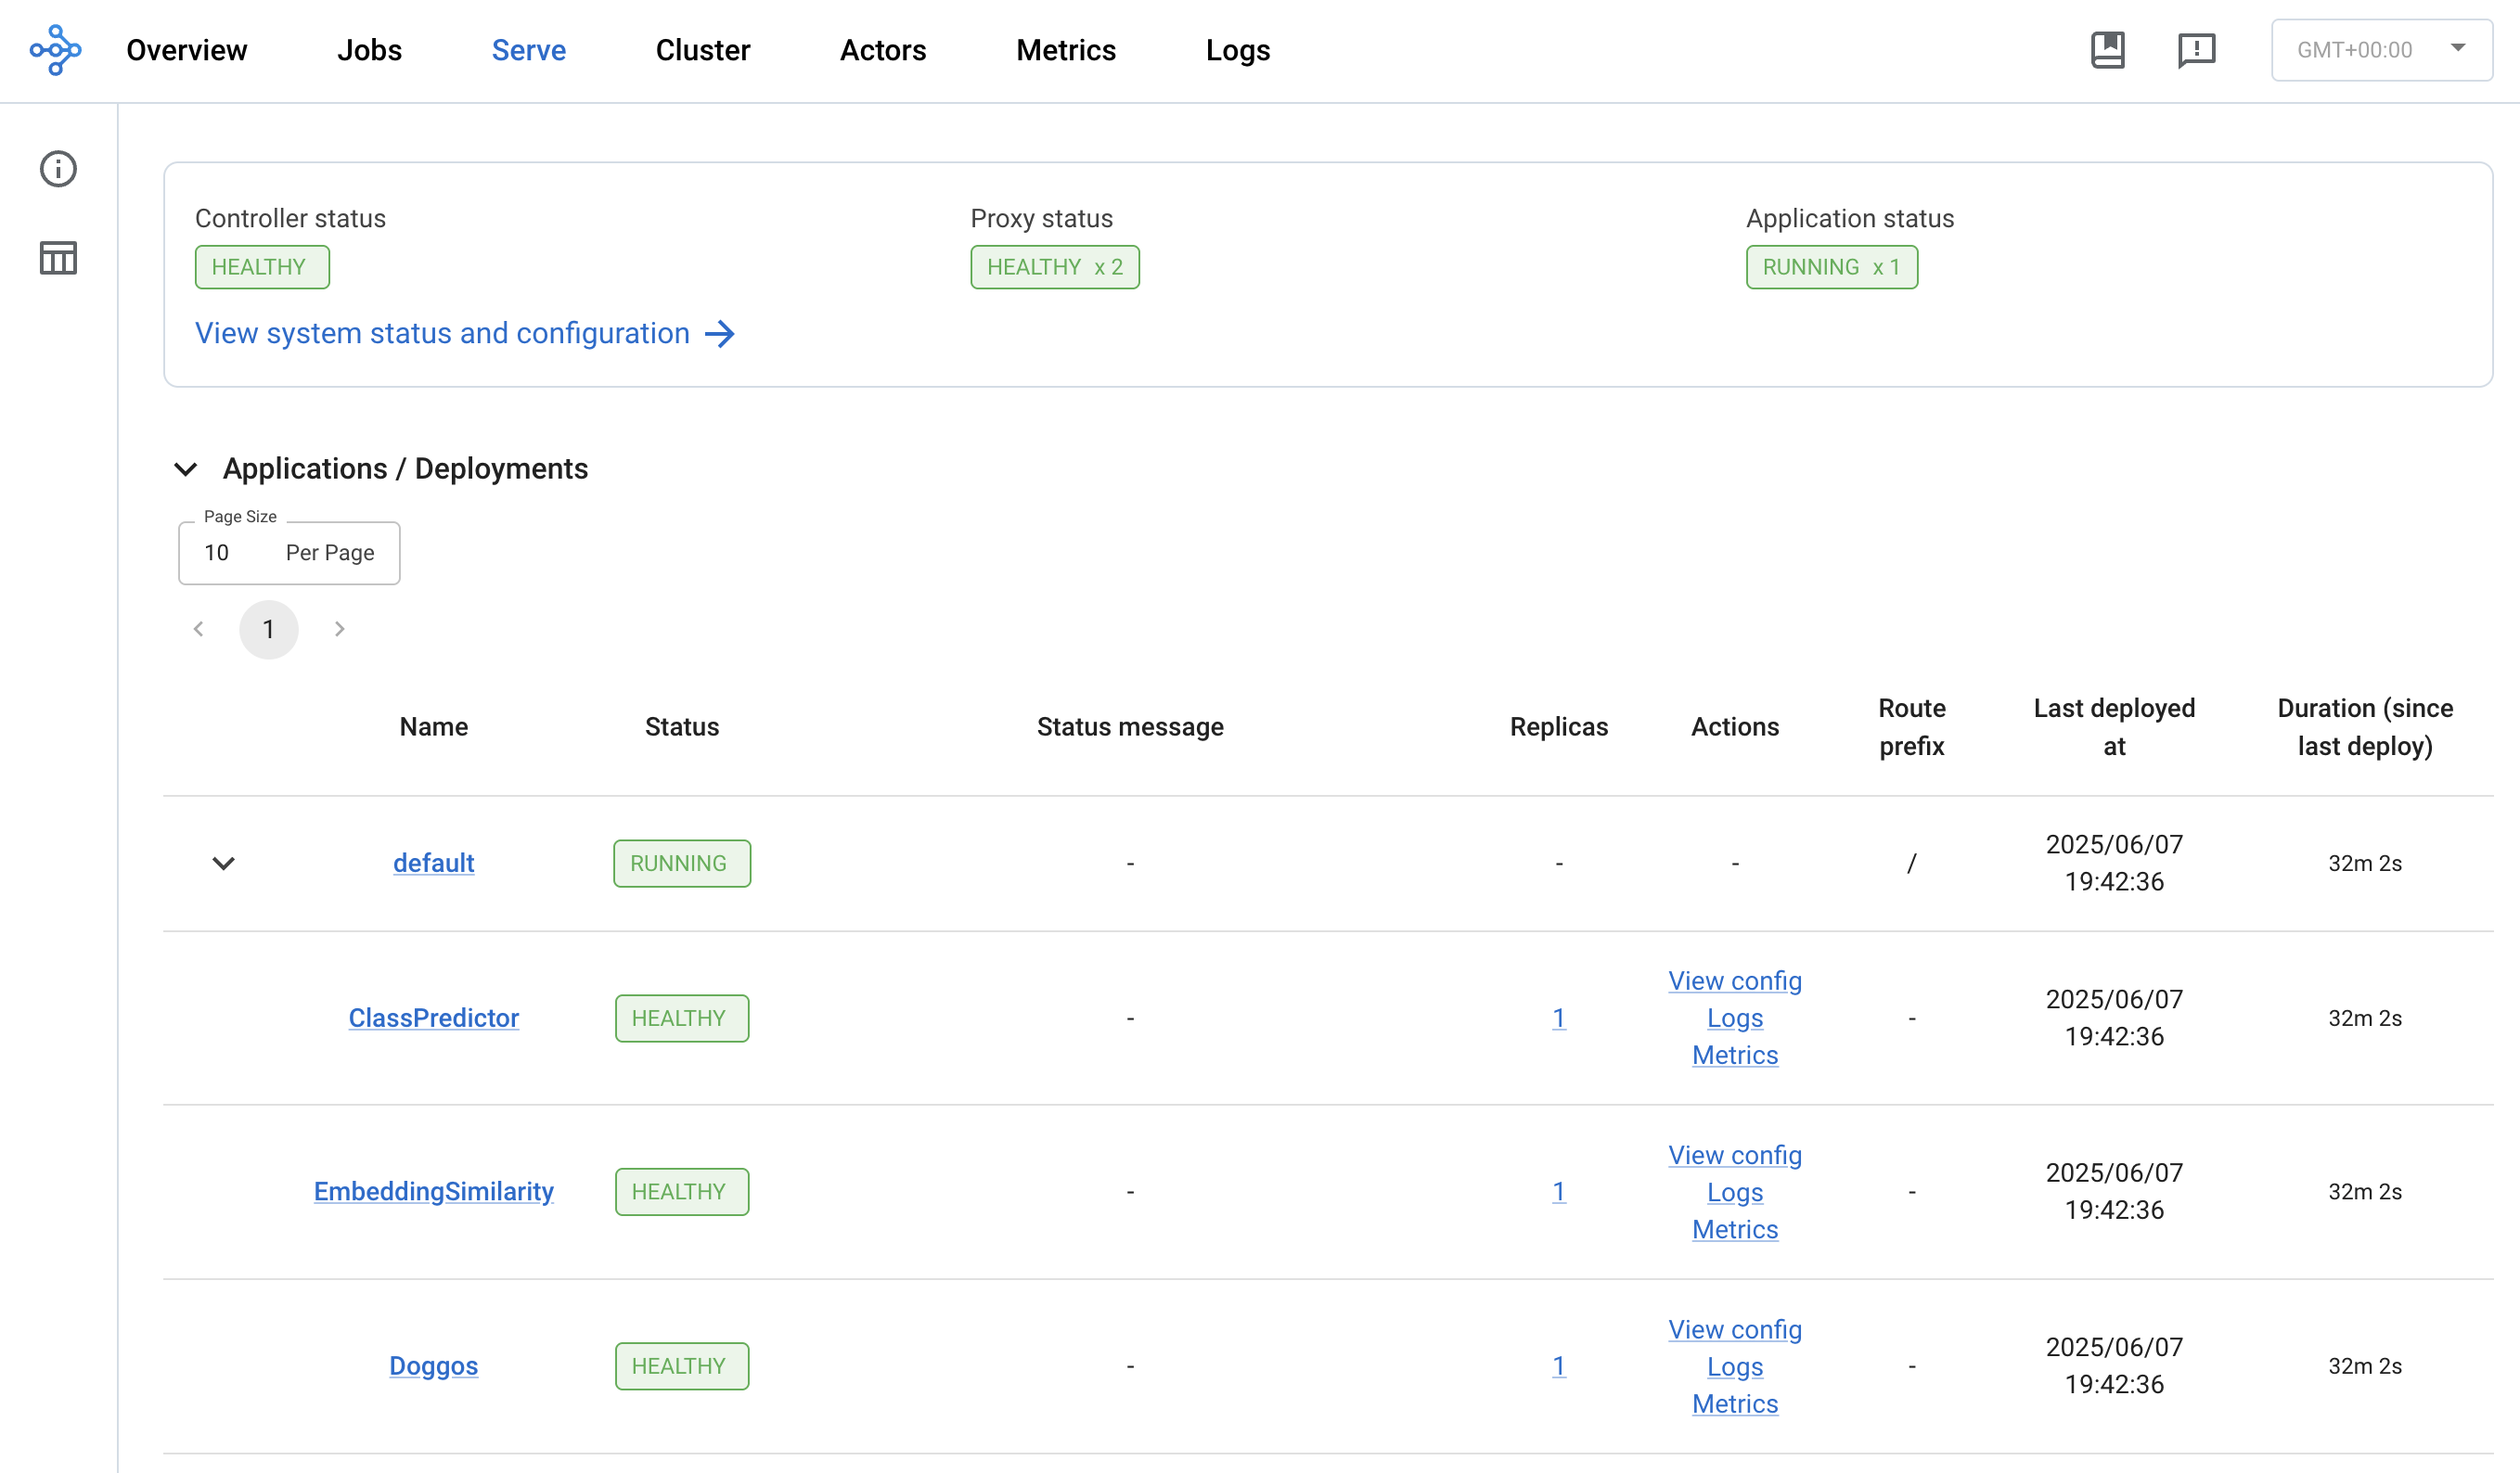 Overview Jobs Serve Cluster Actors Metrics Logs GMT+00:00
Controller status Proxy status Application status
HEALTHY HEALTHY x 2 RUNNING x 1
View system status and configuration
Applications / Deployments
Page Size
10 Per Page
1
Name Status Status message Replicas Actions Route prefix Last deployed at Duration (since last deploy)
default RUNNING - - - / 2025/06/07 19:42:36 32m 2s
ClassPredictor HEALTHY - 1 View config Logs Metrics - 2025/06/07 19:42:36 32m 2s
EmbeddingSimilarity HEALTHY - 1 View config Logs Metrics - 2025/06/07 19:42:36 32m 2s
Doggos HEALTHY - 1 View config Logs Metrics - 2025/06/07 19:42:36 32m 2s